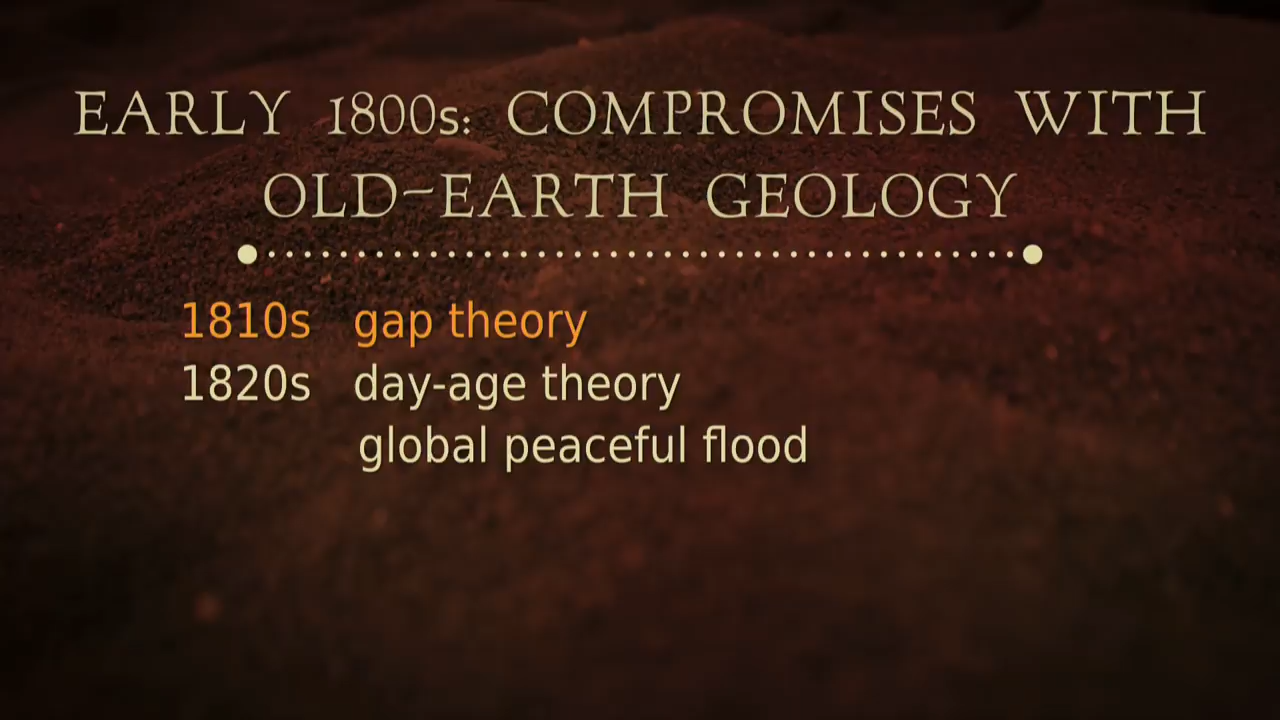 EARLY 1800s: COMPROMISES WITH
OLD-EARTH GEOLOGY
1810s gap theory
1820s day-age theory
global peaceful flood